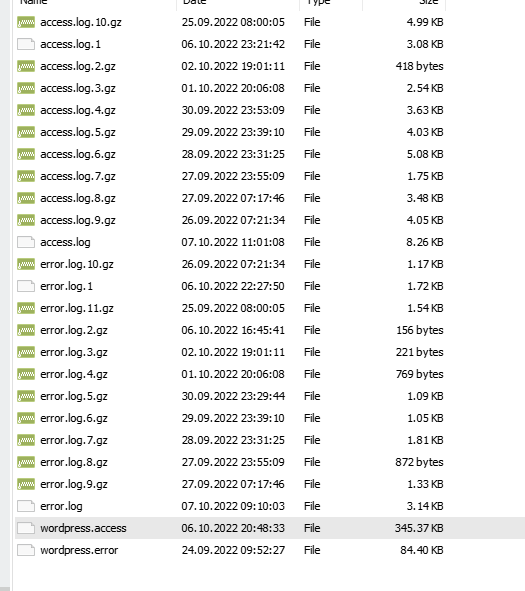 Name Date Type Size
access.log.10.gz 25.09.2022 08:00:05 File 4.99 KB
access.log.1 06.10.2022 23:21:42 File 3.08 KB
access.log.2.gz 02.10.2022 19:01:11 File 418 bytes
access.log.3.gz 01.10.2022 20:06:08 File 2.54 KB
access.log.4.gz 30.09.2022 23:53:09 File 3.63 KB
access.log.5.gz 29.09.2022 23:39:10 File 4.03 KB
access.log.6.gz 28.09.2022 23:31:25 File 5.08 KB
access.log.7.gz 27.09.2022 23:55:09 File 1.75 KB
access.log.8.gz 27.09.2022 07:17:46 File 3.48 KB
access.log.9.gz 26.09.2022 07:21:34 File 4.05 KB
access.log 07.10.2022 11:01:08 File 8.26 KB
error.log.10.gz 26.09.2022 07:21:34 File 1.17 KB
error.log.1 06.10.2022 22:27:50 File 1.72 KB
error.log.11.gz 25.09.2022 08:00:05 File 1.54 KB
error.log.2.gz 06.10.2022 16:45:41 File 156 bytes
error.log.3.gz 02.10.2022 19:01:11 File 221 bytes
error.log.4.gz 01.10.2022 20:06:08 File 769 bytes
error.log.5.gz 30.09.2022 23:29:44 File 1.09 KB
error.log.6.gz 29.09.2022 23:39:10 File 1.05 KB
error.log.7.gz 28.09.2022 23:31:25 File 1.81 KB
error.log.8.gz 27.09.2022 23:55:09 File 872 bytes
error.log.9.gz 27.09.2022 07:17:46 File 1.33 KB
error.log 07.10.2022 09:10:03 File 3.14 KB
wordpress.access 06.10.2022 20:48:33 File 345.37 KB
wordpress.error 24.09.2022 09:52:27 File 84.40 KB